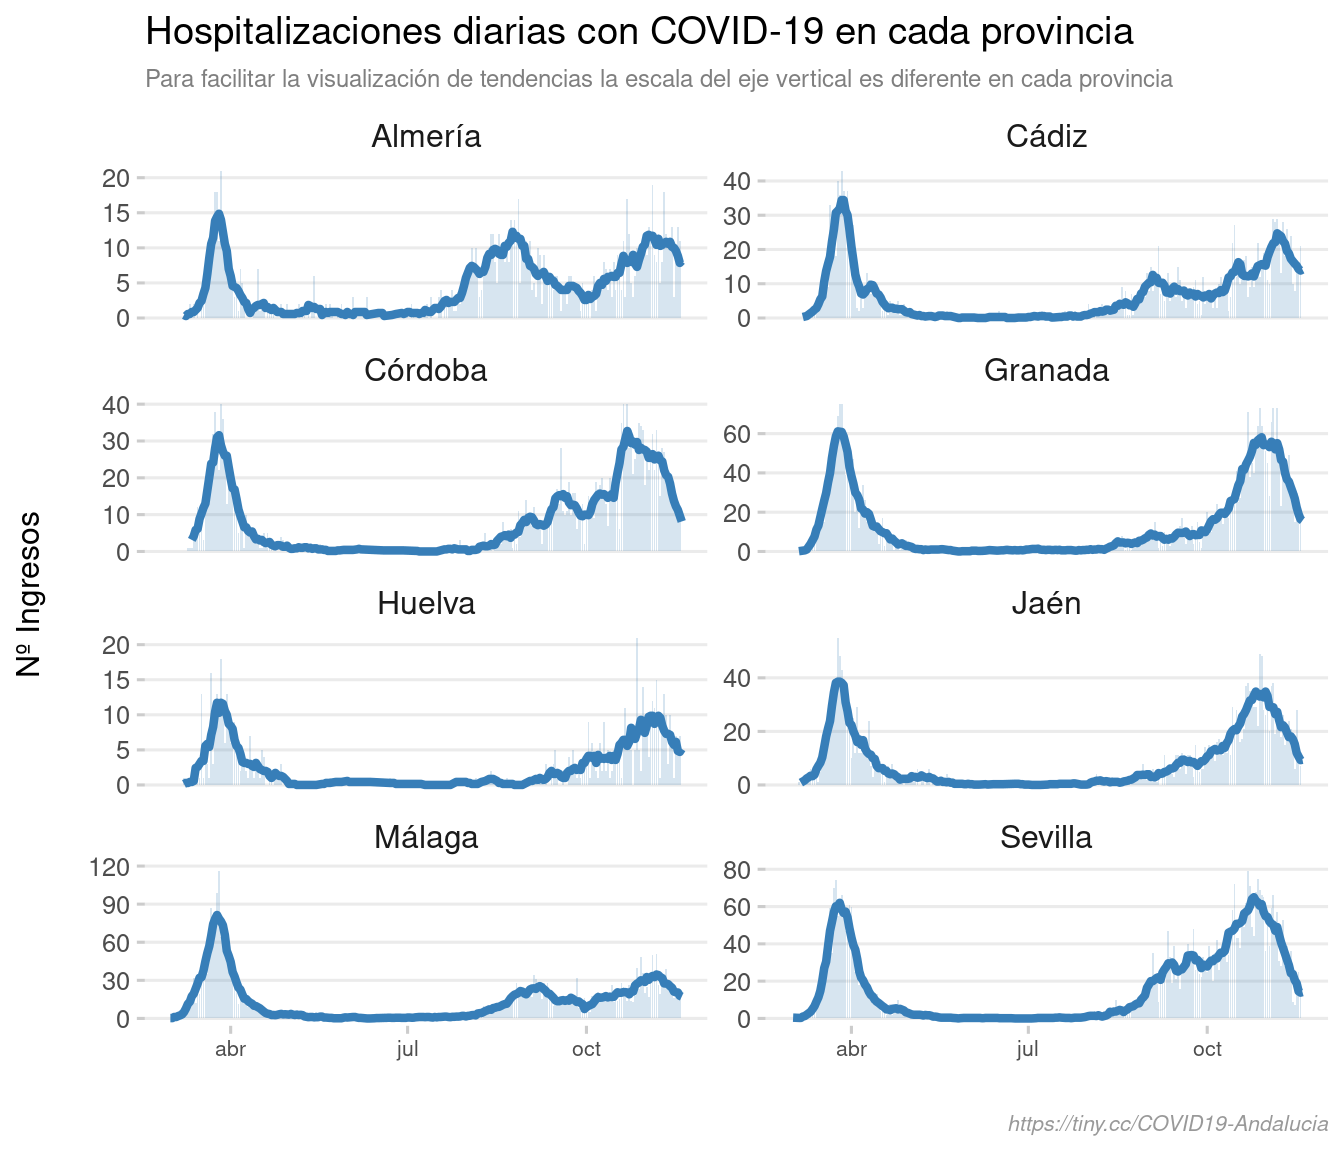 Hospitalizaciones diarias con COVID-19 en cada provincia
Para facilitar la visualización de tendencias la escala del eje vertical es diferente en cada provincia
Nº Ingresos
Almería
20
15
10
5
0
Cádiz
40
30
20
10
0
Córdoba
40
30
20
10
0
Granada
60
40
20
0
Huelva
20
15
10
5
0
Jaén
40
20
0
Málaga
120
90
60
30
0
abr jul oct
Sevilla
80
60
40
20
0
abr jul oct
https://tiny.cc/COVID19-Andalucia